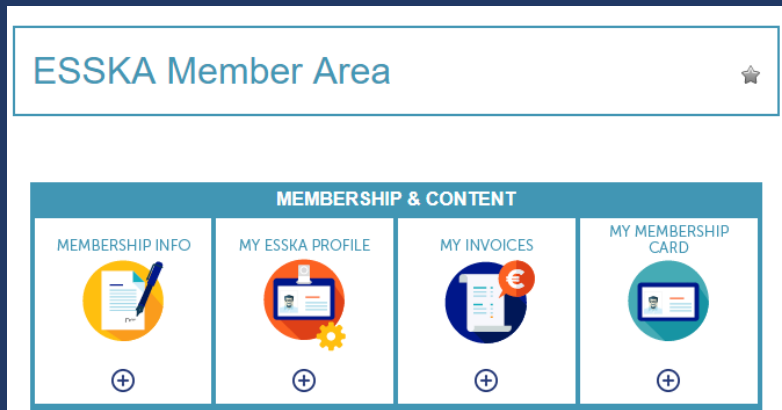 ESSKA Member Area
MEMBERSHIP & CONTENT
MEMBERSHIP INFO
MY ESSKA PROFILE
MY INVOICES
MY MEMBERSHIP
CARD
€